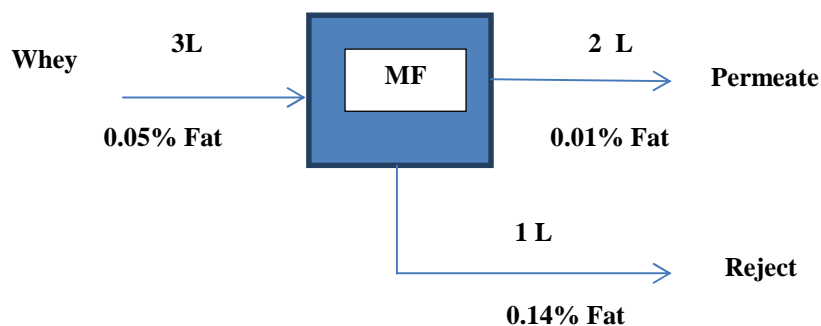 3L
2 L
Whey
MF
Permeate
0.05% Fat
0.01% Fat
1 L
Reject
0.14% Fat